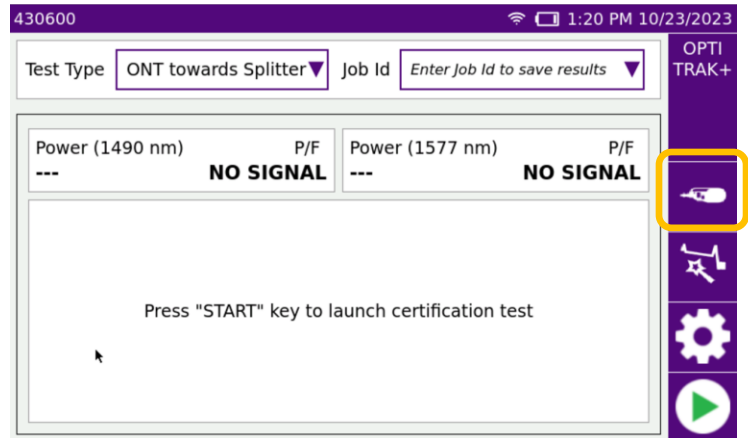 430600 1:20 PM 10/23/2023
OPTI
TRAK+
Test Type ONT towards Splitter Job Id Enter Job Id to save results
Power (1490 nm) P/F Power (1577 nm) P/F
--- NO SIGNAL --- NO SIGNAL
Press "START" key to launch certification test